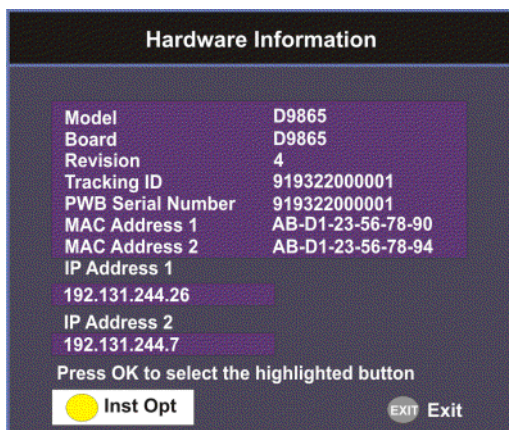 Hardware Information
Model D9865
Board D9865
Revision 4
Tracking ID 919322000001
PWB Serial Number 919322000001
MAC Address 1 AB-D1-23-56-78-90
MAC Address 2 AB-D1-23-56-78-94
IP Address 1
192.131.244.26
IP Address 2
192.131.244.7
Press OK to select the highlighted button
Inst Opt EXIT Exit